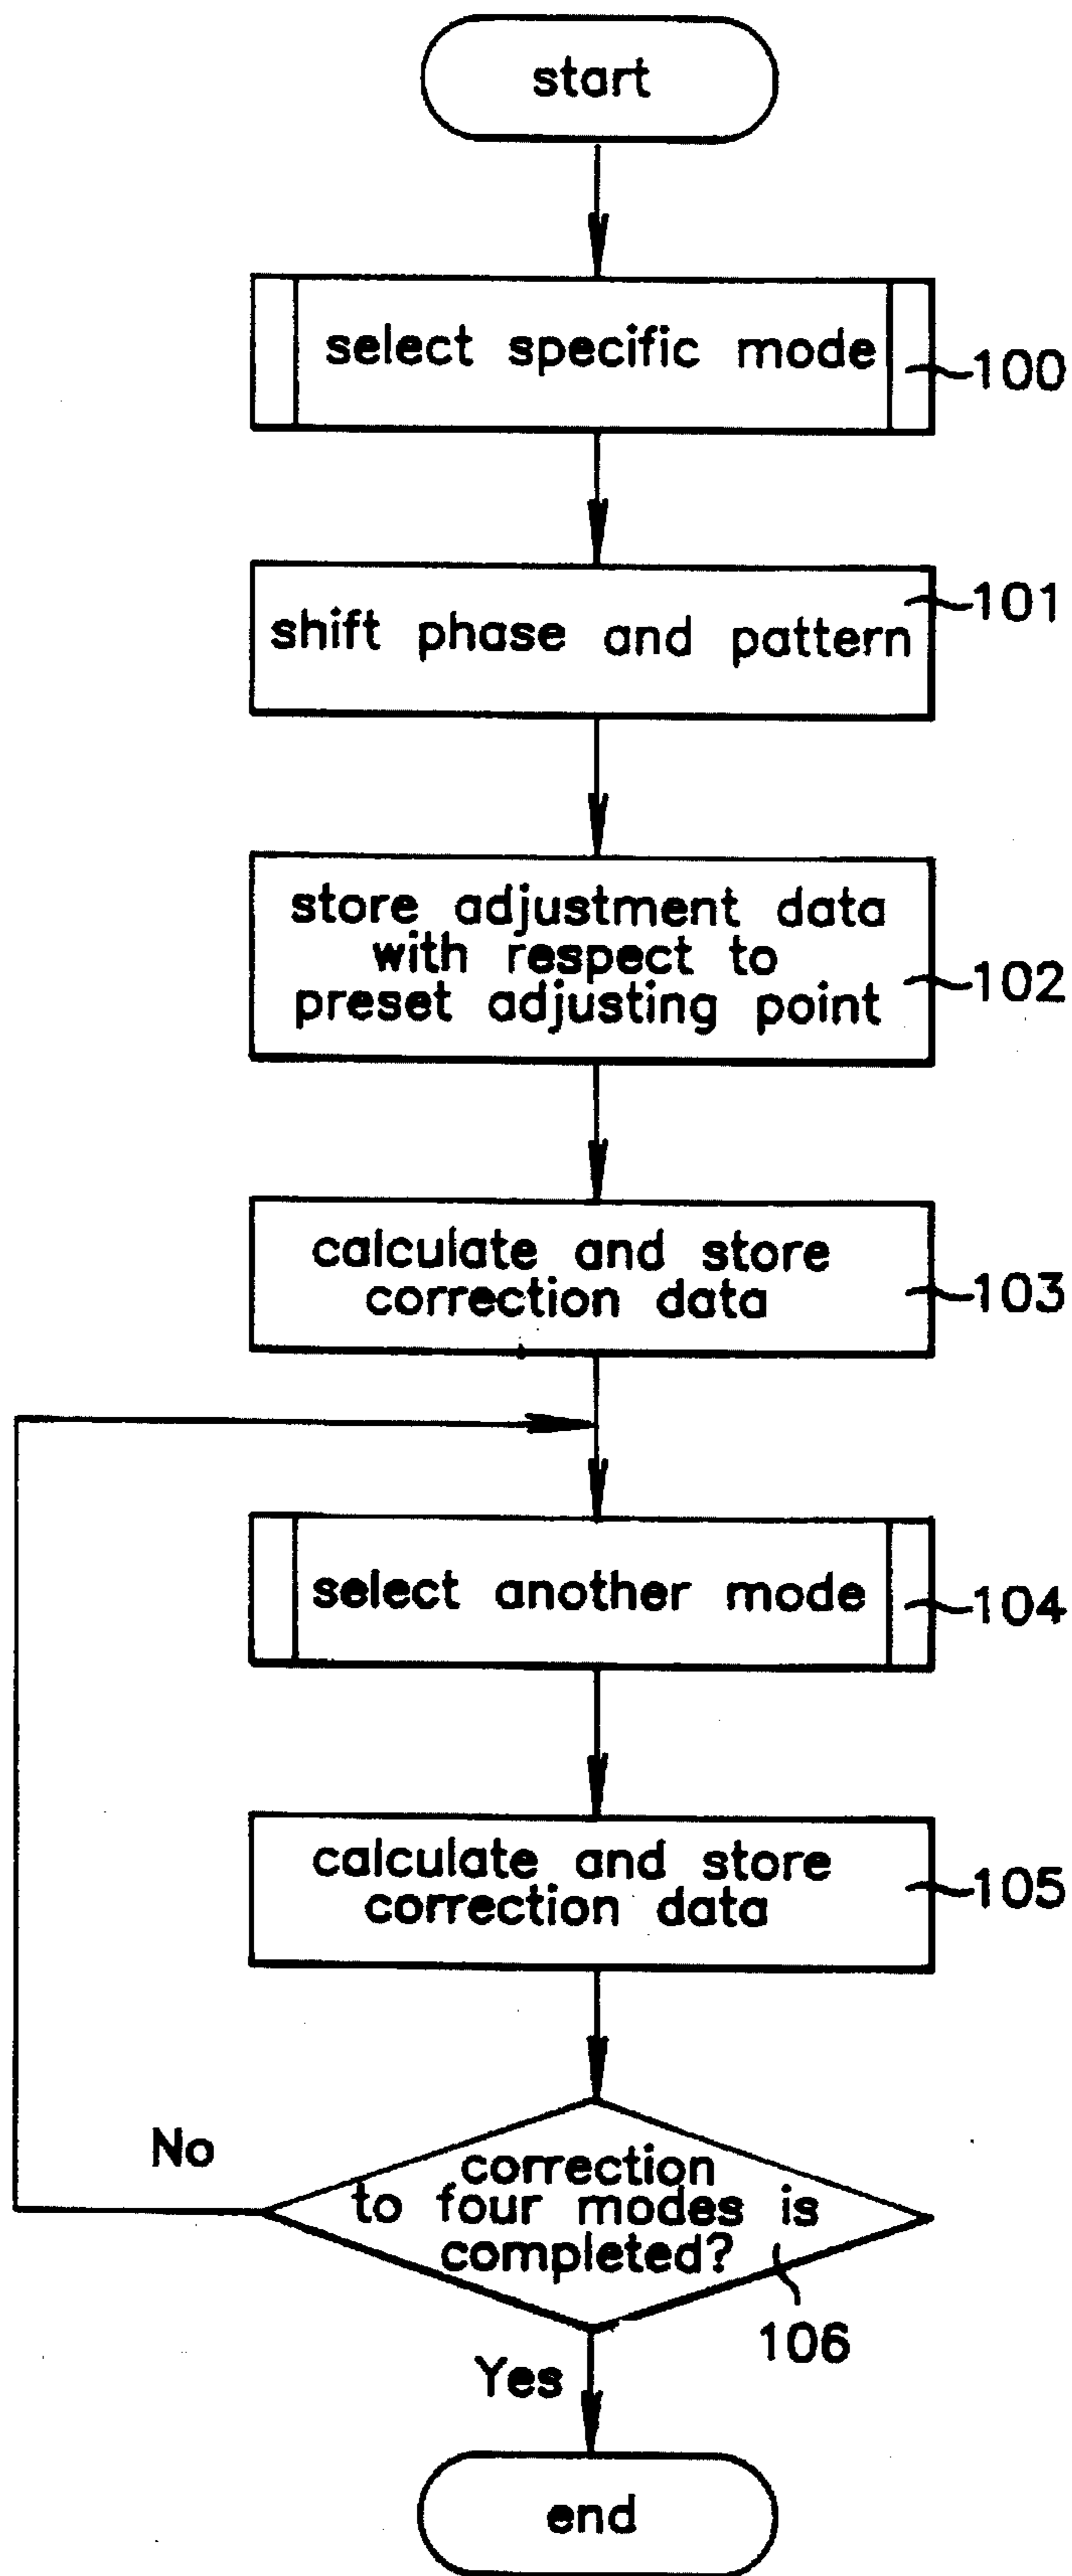 start
select specific mode
100
shift phase and pattern
101
store adjustment data
with respect to
preset adjusting point
102
calculate and store
correction data
103
select another mode
104
calculate and store
correction data
105
No
correction
to four modes is
completed?
106
Yes
end